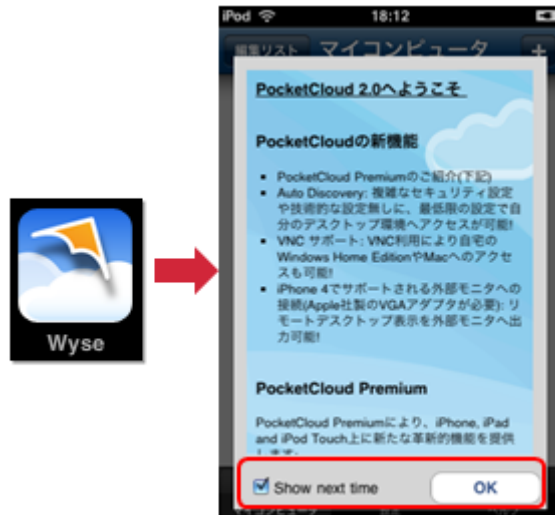 iPod 18:12
編集リスト マイコンピュータ +
PocketCloud 2.0へようこそ
PocketCloudの新機能
▪ PocketCloud Premiumのご紹介(下記)
▪ Auto Discovery: 複雑なセキュリティ設定
や技術的な設定無しに、最低限の設定で自
分のデスクトップ環境へアクセスが可能!
▪ VNC サポート: VNC利用により自宅の
Windows Home EditionやMacへのアクセ
スも可能!
▪ iPhone 4でサポートされる外部モニタへの
接続(Apple社製のVGAアダプタが必要): リ
モートデスクトップ表示を外部モニタへ出
力可能!
Wyse
PocketCloud Premium
PocketCloud Premiumにより、iPhone, iPad
and iPod Touch上に新たな革新的機能を提供
します:
Show next time OK
マイコンピュータ